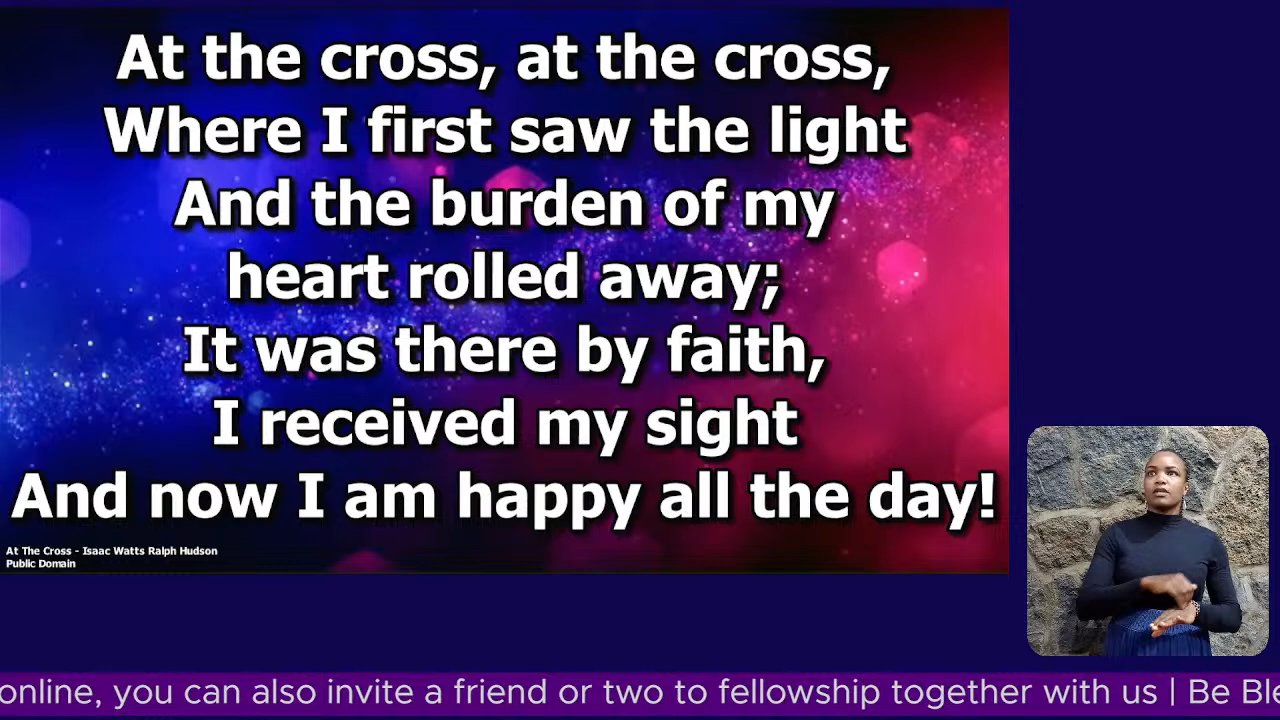 At the cross, at the cross,
Where I first saw the light
And the burden of my
heart rolled away;
It was there by faith,
I received my sight
And now I am happy all the day!
At The Cross - Isaac Watts Ralph Hudson
Public Domain
online, you can also invite a friend or two to fellowship together with us | Be Ble